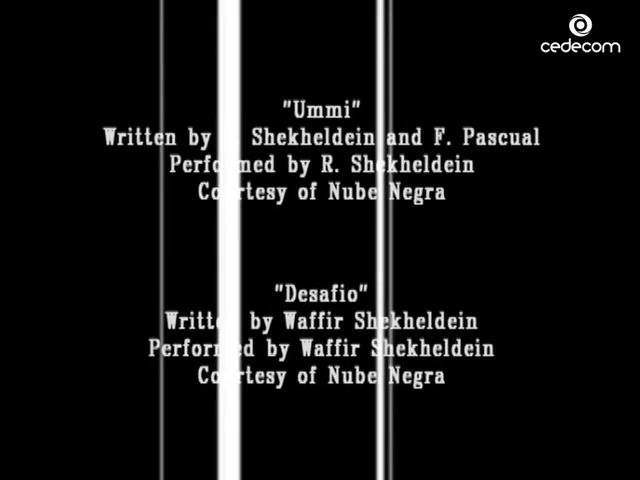 cedecom
"Ummi"
Written by Shekheldein and F. Pascual
Performed by R. Shekheldein
Courtesy of Nube Negra
"Desafio"
Written by Waffir Shekheldein
Performed by Waffir Shekheldein
Courtesy of Nube Negra